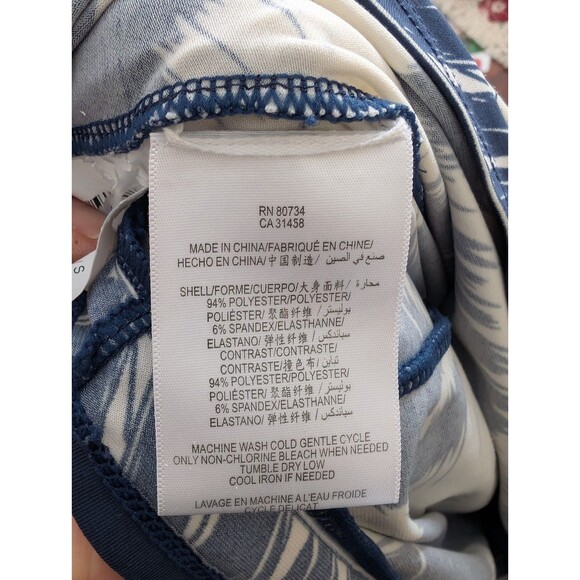 RN 80734
CA 31458
MADE IN CHINA/FABRIQUÉ EN CHINE/
HECHO EN CHINA/中国制造/ صنع في الصين/
SHELL/FORME/CUERPO/大身面料/ محارة/
94% POLYESTER/POLYESTER/
POLIÉSTER/聚酯纤维/ بوليستر/
6% SPANDEX/ELASTHANNE/
ELASTANO/弹性纤维/ سباندكس/
CONTRAST/CONTRASTE/
CONTRASTE/撞色布/ تباين/
94% POLYESTER/POLYESTER/
POLIÉSTER/聚酯纤维/ بوليستر/
6% SPANDEX/ELASTHANNE/
ELASTANO/弹性纤维/ سباندكس/
MACHINE WASH COLD GENTLE CYCLE
ONLY NON-CHLORINE BLEACH WHEN NEEDED
TUMBLE DRY LOW
COOL IRON IF NEEDED
LAVAGE EN MACHINE A L'EAU FROIDE
CYCLE DELICAT
S